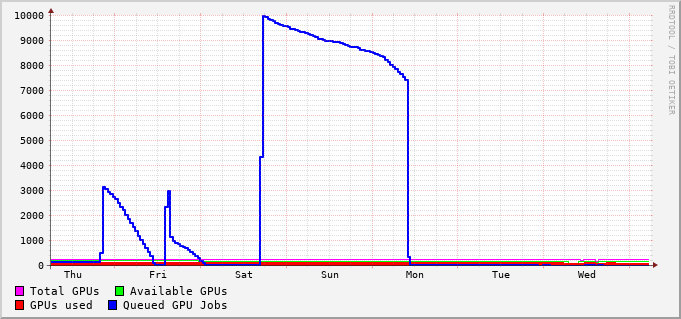 10000
9000
8000
7000
6000
5000
4000
3000
2000
1000
0
Thu Fri Sat Sun Mon Tue Wed
Total GPUs Available GPUs
GPUs used Queued GPU Jobs
RRDTOOL / TOBI OETIKER